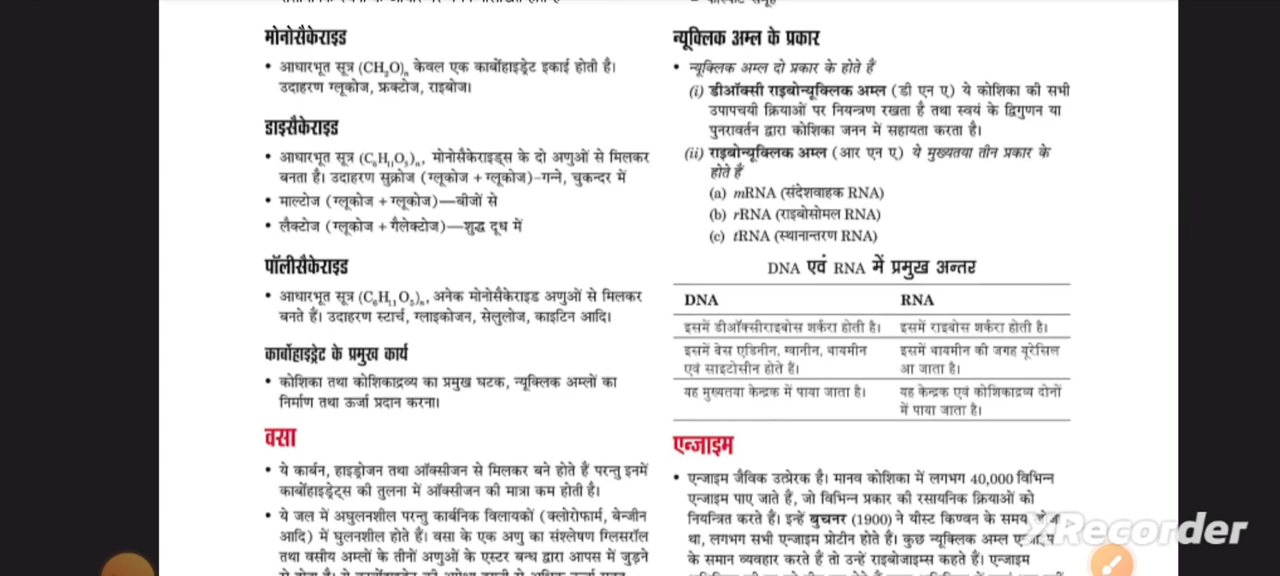 मोनोसैकेराइड
• आधारभूत सूत्र (CH₂O)ₙ केवल एक कार्बोहाइड्रेट इकाई होती है।
उदाहरण ग्लूकोज, फ्रक्टोज, राइबोज।
डाइसैकेराइड
• आधारभूत सूत्र (C₆H₁₁O₅)ₙ, मोनोसैकेराइड्स के दो अणुओं से मिलकर
बनता है। उदाहरण सुक्रोज (ग्लूकोज + ग्लूकोज)–गन्ने, चुकन्दर में
• माल्टोज (ग्लूकोज + ग्लूकोज)—बीजों से
• लैक्टोज (ग्लूकोज + गैलेक्टोज)—शुद्ध दूध में
पॉलीसैकेराइड
• आधारभूत सूत्र (C₆H₁₁O₅)ₙ, अनेक मोनोसैकेराइड अणुओं से मिलकर
बनते हैं। उदाहरण स्टार्च, ग्लाइकोजन, सेलुलोज, काइटिन आदि।
कार्बोहाइड्रेट के प्रमुख कार्य
• कोशिका तथा कोशिकाद्रव्य का प्रमुख घटक, न्यूक्लिक अम्लों का
निर्माण तथा ऊर्जा प्रदान करना।
वसा
• ये कार्बन, हाइड्रोजन तथा ऑक्सीजन से मिलकर बने होते हैं परन्तु इनमें
कार्बोहाइड्रेट्स की तुलना में ऑक्सीजन की मात्रा कम होती है।
• ये जल में अघुलनशील परन्तु कार्बनिक विलायकों (क्लोरोफार्म, बेन्जीन
आदि) में घुलनशील होते हैं। वसा के एक अणु का संश्लेषण ग्लिसरॉल
तथा वसीय अम्लों के तीनों अणुओं के एस्टर बन्ध द्वारा आपस में जुड़ने
न्यूक्लिक अम्ल के प्रकार
• न्यूक्लिक अम्ल दो प्रकार के होते हैं
(i) डीऑक्सी राइबोन्यूक्लिक अम्ल (डी एन ए) ये कोशिका की सभी
उपापचयी क्रियाओं पर नियन्त्रण रखता है तथा स्वयं के द्विगुणन या
पुनरावर्तन द्वारा कोशिका जनन में सहायता करता है।
(ii) राइबोन्यूक्लिक अम्ल (आर एन ए) ये मुख्यतया तीन प्रकार के
होते हैं
(a) mRNA (संदेशवाहक RNA)
(b) rRNA (राइबोसोमल RNA)
(c) tRNA (स्थानान्तरण RNA)
DNA एवं RNA में प्रमुख अन्तर
DNA RNA
इसमें डीऑक्सीराइबोस शर्करा होती है। इसमें राइबोस शर्करा होती है।
इसमें बेस एडिनीन, ग्वानीन, थायमीन इसमें थायमीन की जगह यूरेसिल
एवं साइटोसीन होते हैं। आ जाता है।
यह मुख्यतया केन्द्रक में पाया जाता है। यह केन्द्रक एवं कोशिकाद्रव्य दोनों
में पाया जाता है।
एन्जाइम
• एन्जाइम जैविक उत्प्रेरक है। मानव कोशिका में लगभग 40,000 विभिन्न
एन्जाइम पाए जाते हैं, जो विभिन्न प्रकार की रसायनिक क्रियाओं को
नियन्त्रित करते हैं। इन्हें बुचनर (1900) ने यीस्ट किण्वन के समय
था, लगभग सभी एन्जाइम प्रोटीन होते हैं। कुछ न्यूक्लिक अम्ल
के समान व्यवहार करते हैं तो उन्हें राइबोजाइम्स कहते हैं। एन्जाइम
XRecorder